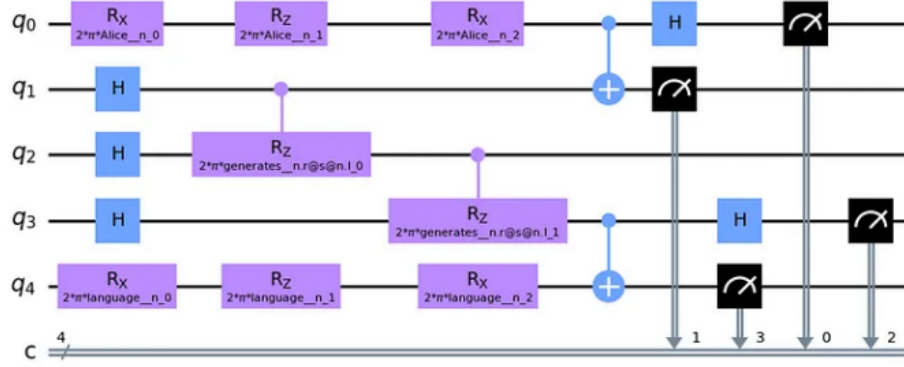 q0 RX RZ RX H
2*π*Alice__n_0 2*π*Alice__n_1 2*π*Alice__n_2
q1 H
q2 H RZ
2*π*generates__n.r@s@n.l_0
q3 H RZ H
2*π*generates__n.r@s@n.l_1
q4 RX RZ RX
2*π*language__n_0 2*π*language__n_1 2*π*language__n_2
4 1 3 0 2
c